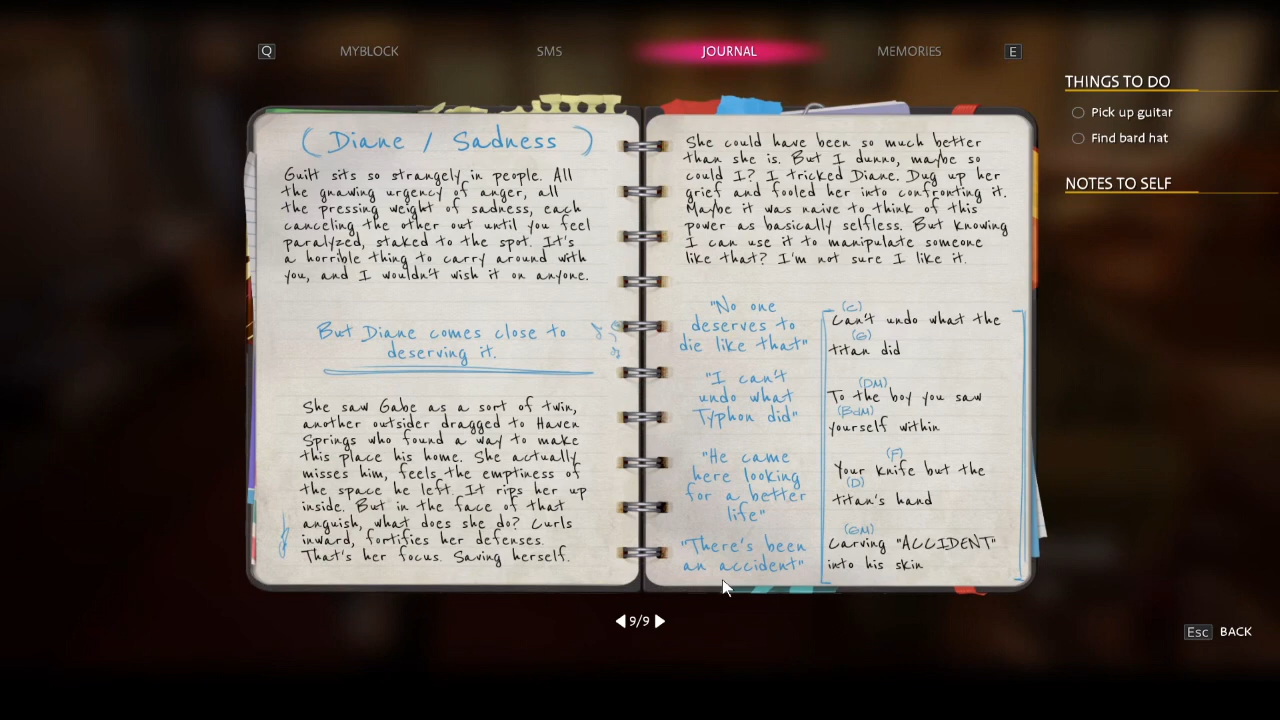 Q
MYBLOCK
SMS
JOURNAL
MEMORIES
E
THINGS TO DO
Pick up guitar
Find bard hat
NOTES TO SELF
( Diane / Sadness )
Guilt sits so strangely in people. All
the gnawing urgency of anger, all
the pressing weight of sadness, each
canceling the other out until you feel
paralyzed, staked to the spot. It's
a horrible thing to carry around with
you, and I wouldn't wish it on anyone.
But Diane comes close to
deserving it.
She saw Gabe as a sort of twin,
another outsider dragged to Haven
Springs who found a way to make
this place his home. She actually
misses him, feels the emptiness of
the space he left. It rips her up
inside. But in the face of that
anguish, what does she do? Curls
inward, fortifies her defenses.
That's her focus. Saving herself.
She could have been so much better
than she is. But I dunno, maybe so
could I? I tricked Diane. Dug up her
grief and fooled her into confronting it.
Maybe it was naive to think of this
power as basically selfless. But knowing
I can use it to manipulate someone
like that? I'm not sure I like it.
"No one
deserves to
die like that"
"I can't
undo what
Typhon did"
"He came
here looking
for a better
life"
"There's been
an accident"
(C)
Can't undo what the
(G)
titan did
(DM)
To the boy you saw
(BdM)
yourself within
(F)
Your knife but the
(D)
titan's hand
(GM)
Carving "ACCIDENT"
into his skin
9/9
Esc BACK